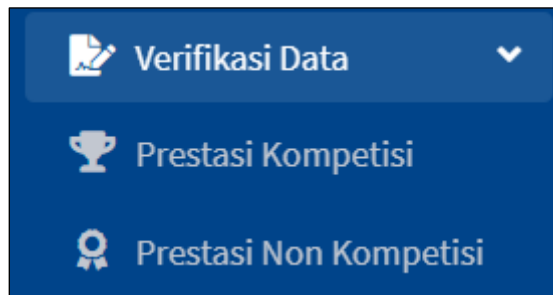 Verifikasi Data
Prestasi Kompetisi
Prestasi Non Kompetisi